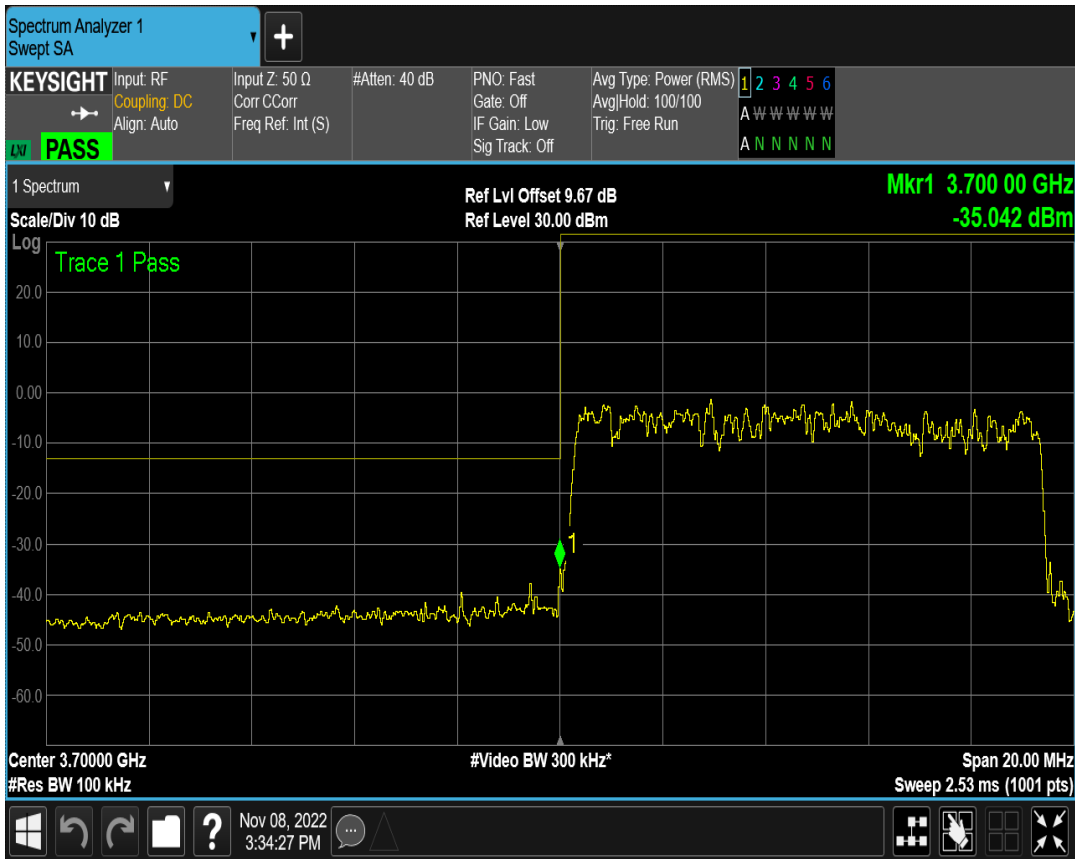 Spectrum Analyzer 1
Swept SA
+
KEYSIGHT
LXI PASS
Input: RF
Coupling: DC
Align: Auto
Input Z: 50 Ω
Corr CCorr
Freq Ref: Int (S)
#Atten: 40 dB
PNO: Fast
Gate: Off
IF Gain: Low
Sig Track: Off
Avg Type: Power (RMS)
Avg|Hold: 100/100
Trig: Free Run
1 2 3 4 5 6
A W W W W W
A N N N N N
1 Spectrum
Scale/Div 10 dB
Ref Lvl Offset 9.67 dB
Ref Level 30.00 dBm
Mkr1 3.700 00 GHz
-35.042 dBm
Log
Trace 1 Pass
20.0
10.0
0.00
-10.0
-20.0
-30.0
1
-40.0
-50.0
-60.0
Center 3.70000 GHz
#Video BW 300 kHz*
Span 20.00 MHz
#Res BW 100 kHz
Sweep 2.53 ms (1001 pts)
?
Nov 08, 2022
3:34:27 PM